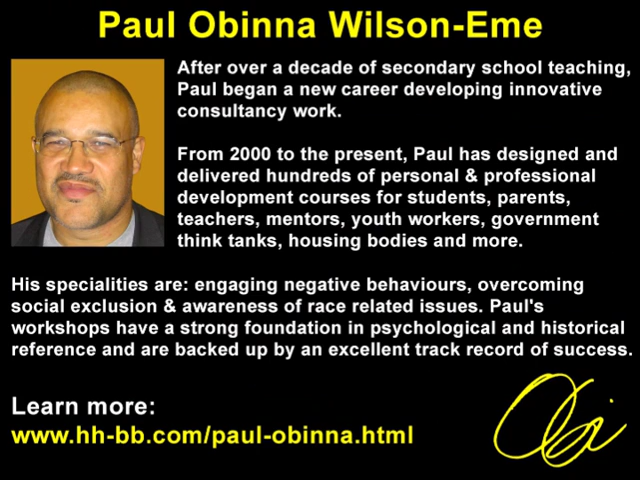 Paul Obinna Wilson-Eme
After over a decade of secondary school teaching,
Paul began a new career developing innovative
consultancy work.
From 2000 to the present, Paul has designed and
delivered hundreds of personal & professional
development courses for students, parents,
teachers, mentors, youth workers, government
think tanks, housing bodies and more.
His specialities are: engaging negative behaviours, overcoming
social exclusion & awareness of race related issues. Paul's
workshops have a strong foundation in psychological and historical
reference and are backed up by an excellent track record of success.
Learn more:
www.hh-bb.com/paul-obinna.html
Obi